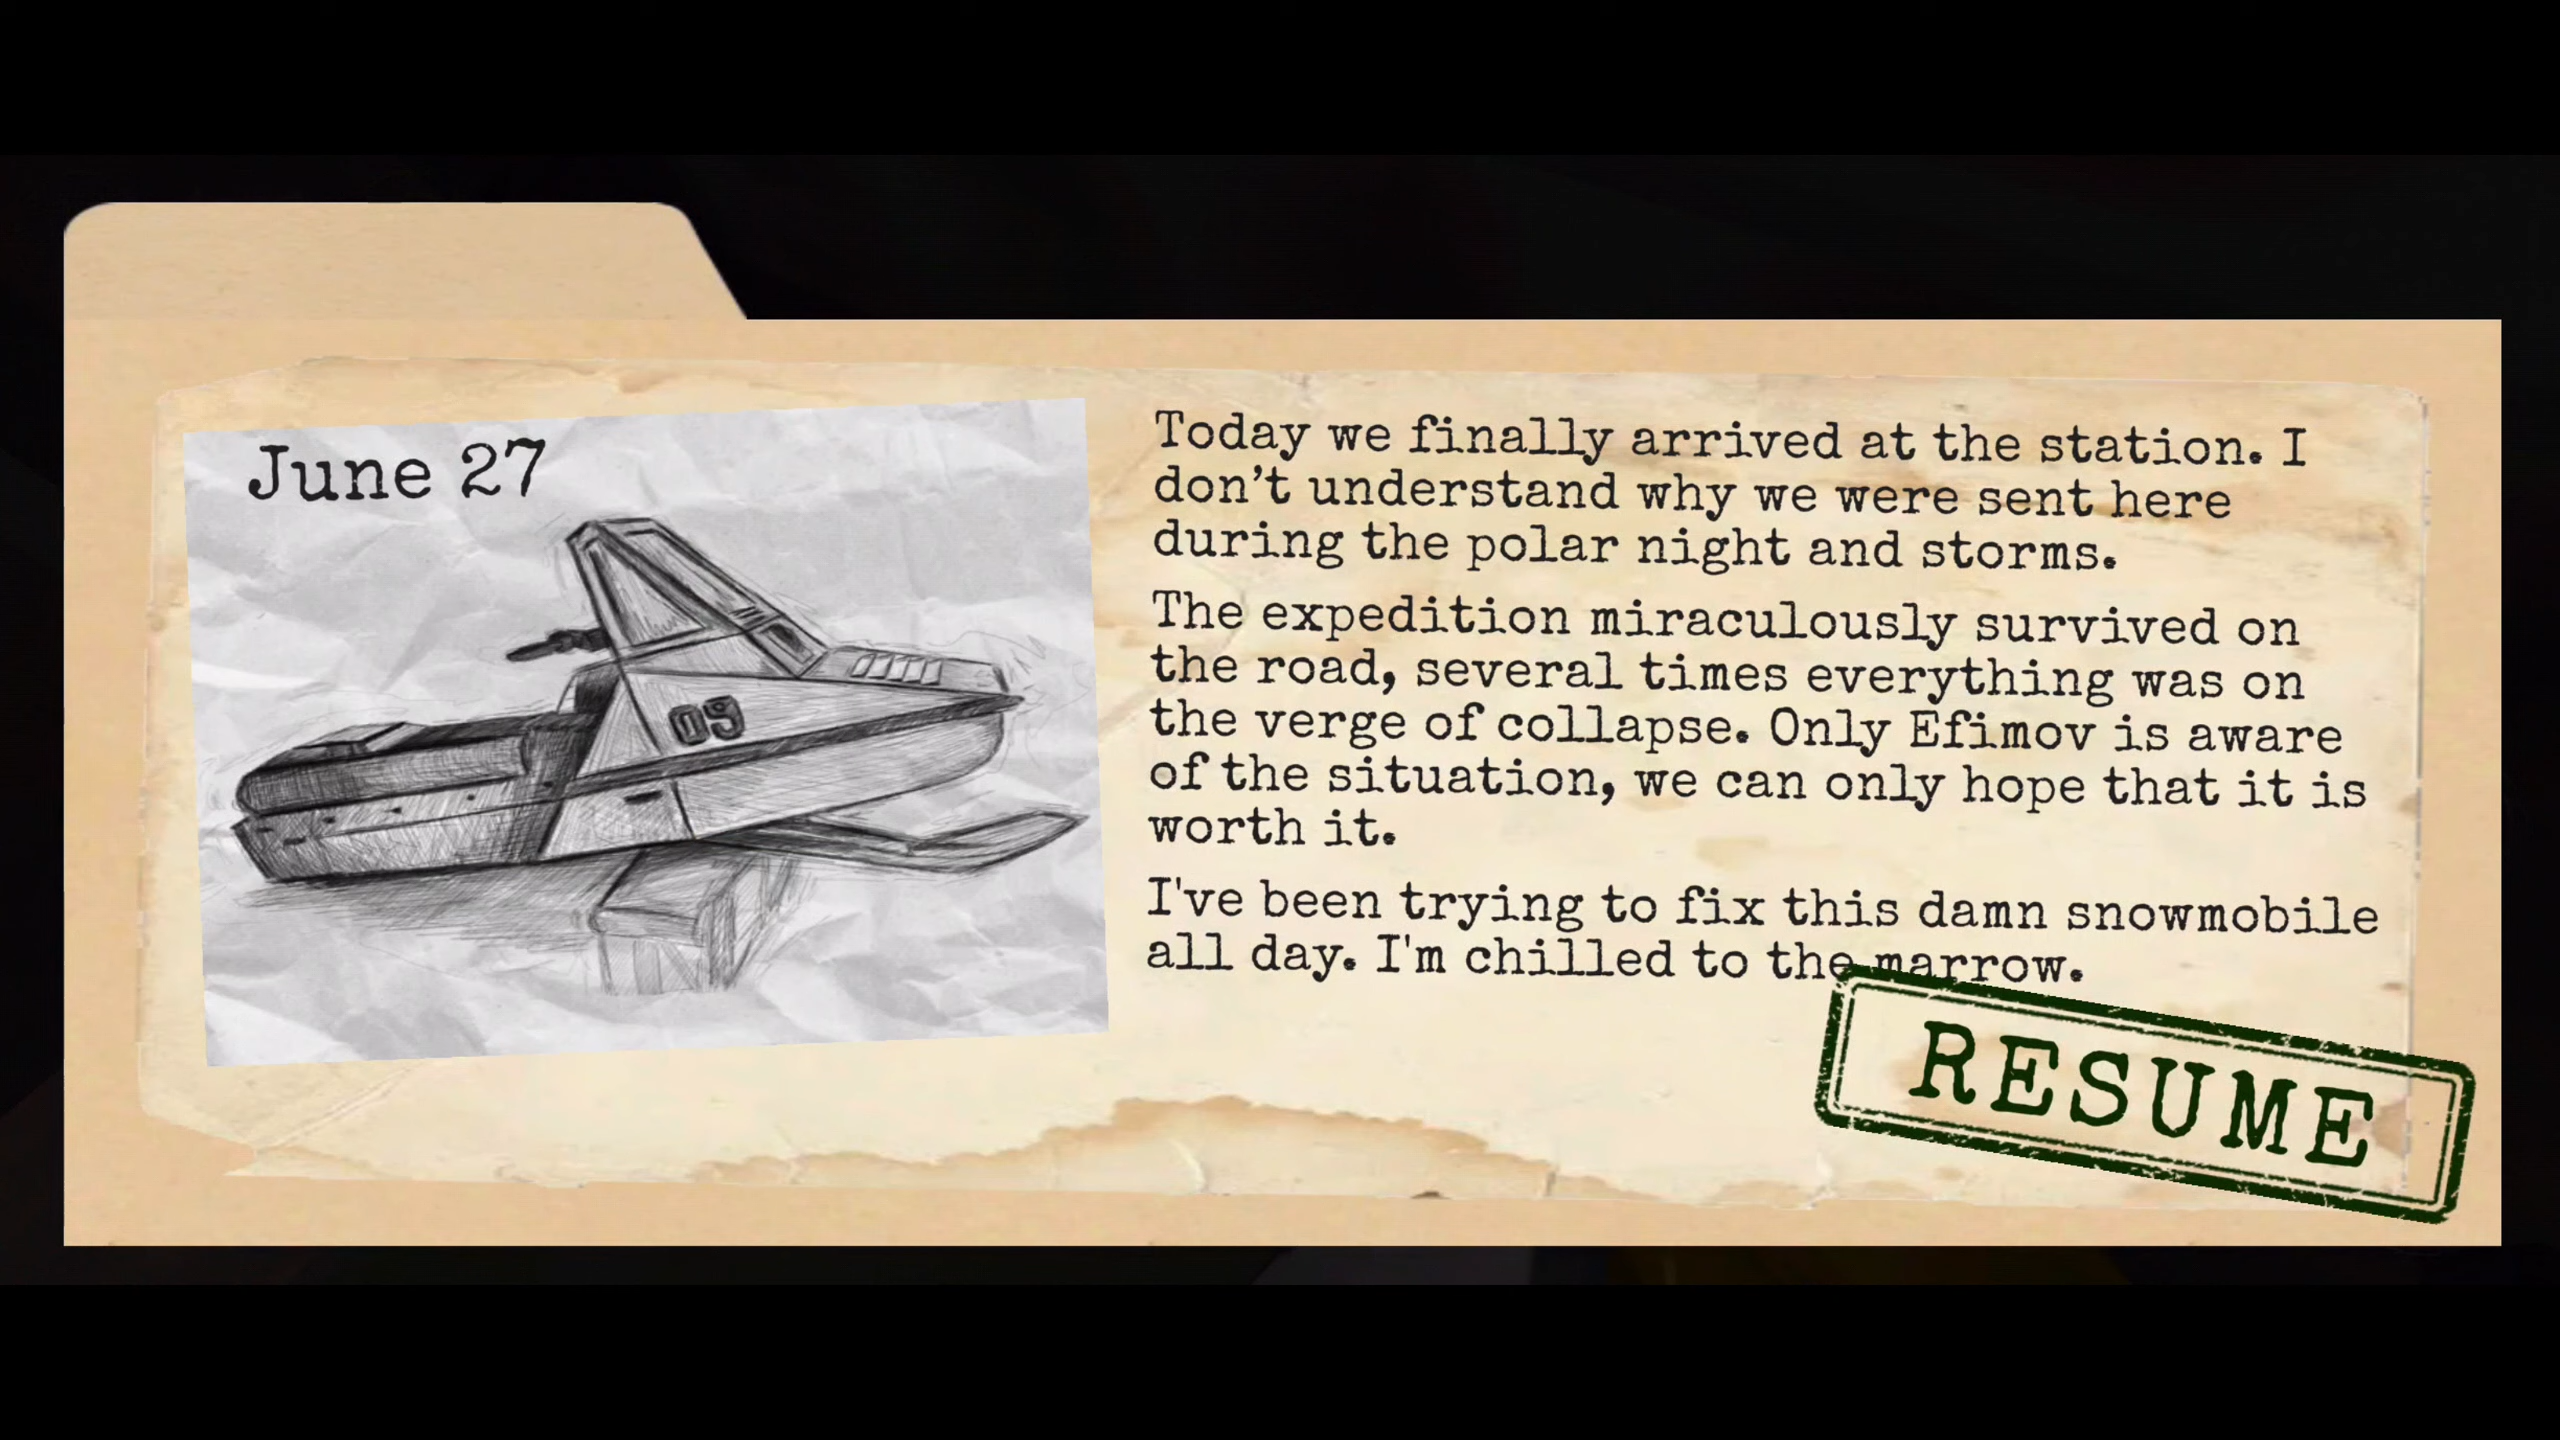 June 27
09
Today we finally arrived at the station. I
don’t understand why we were sent here
during the polar night and storms.
The expedition miraculously survived on
the road, several times everything was on
the verge of collapse. Only Efimov is aware
of the situation, we can only hope that it is
worth it.
I've been trying to fix this damn snowmobile
all day. I'm chilled to the marrow.
RESUME